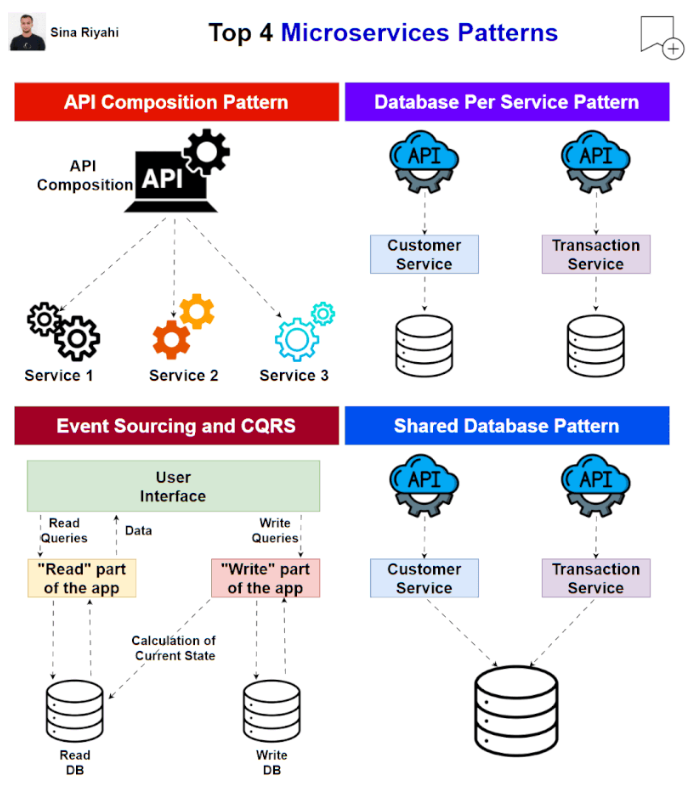 Sina Riyahi
Top 4 Microservices Patterns
API Composition Pattern
API
Composition
API
Service 1
Service 2
Service 3
Database Per Service Pattern
API
API
Customer
Service
Transaction
Service
Event Sourcing and CQRS
User
Interface
Read
Queries
Data
Write
Queries
"Read" part
of the app
"Write" part
of the app
Calculation of
Current State
Read
DB
Write
DB
Shared Database Pattern
API
API
Customer
Service
Transaction
Service